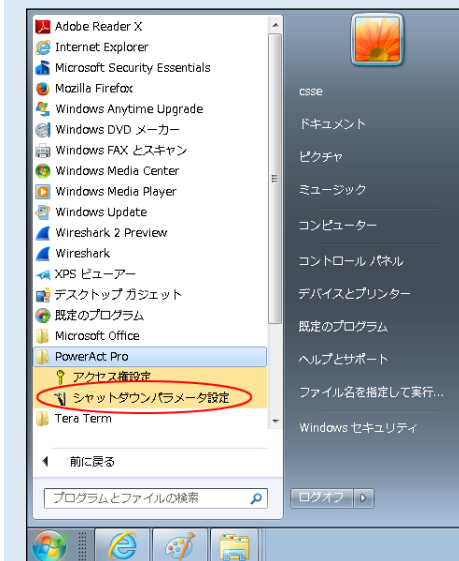 Adobe Reader X
Internet Explorer
Microsoft Security Essentials
Mozilla Firefox
Windows Anytime Upgrade
Windows DVD メーカー
Windows FAX とスキャン
Windows Media Center
Windows Media Player
Windows Update
Wireshark 2 Preview
Wireshark
XPS ビューアー
デスクトップ ガジェット
既定のプログラム
Microsoft Office
PowerAct Pro
アクセス権設定
シャットダウンパラメータ設定
Tera Term
前に戻る
プログラムとファイルの検索
csse
ドキュメント
ピクチャ
ミュージック
コンピューター
コントロール パネル
デバイスとプリンター
既定のプログラム
ヘルプとサポート
ファイル名を指定して実行...
Windows セキュリティ
ログオフ